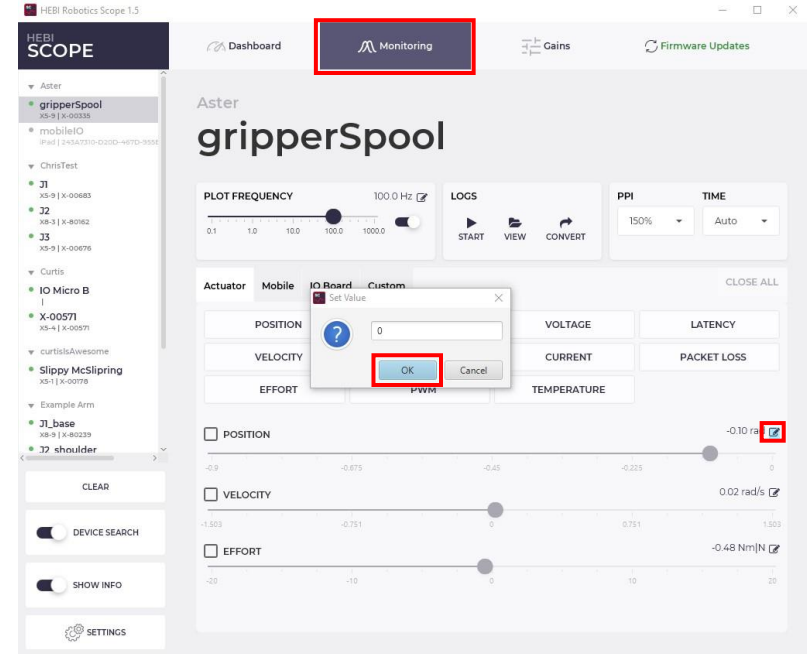 HEBI Robotics Scope 1.5
HEBI
SCOPE
Dashboard
Monitoring
Gains
Firmware Updates
Aster
gripperSpool
X5-9 | X-00335
mobileIO
ChrisTest
J1
X5-9 | X-00683
J2
X8-3 | X-80162
J3
X5-9 | X-00676
Curtis
IO Micro B
|
X-00571
X5-4 | X-00571
curtisIsAwesome
Slippy McSlipring
X5-1 | X-00178
Example Arm
J1_base
X8-9 | X-80239
J2 shoulder
CLEAR
DEVICE SEARCH
SHOW INFO
SETTINGS
Aster
gripperSpool
PLOT FREQUENCY 100.0 Hz
0.1 1.0 10.0 100.0 1000.0
LOGS
START VIEW CONVERT
PPI TIME
150% Auto
Actuator Mobile IO Board Custom CLOSE ALL
Set Value
0
OK Cancel
POSITION VOLTAGE LATENCY
VELOCITY CURRENT PACKET LOSS
EFFORT PWM TEMPERATURE
POSITION -0.10 rad
-0.9 -0.675 -0.45 -0.225 0
VELOCITY 0.02 rad/s
-1.503 -0.751 0 0.751 1.503
EFFORT -0.48 Nm|N
-20 -10 0 10 20